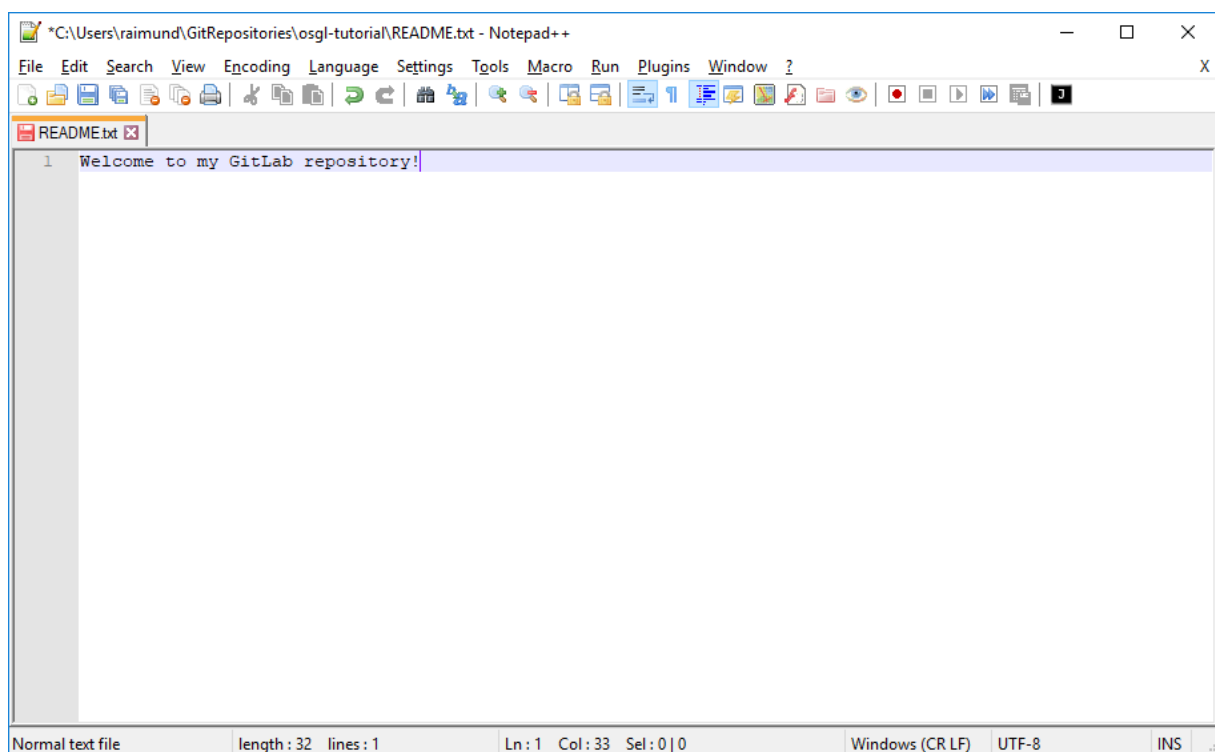 *C:\Users\raimund\GitRepositories\osgl-tutorial\README.txt - Notepad++
File Edit Search View Encoding Language Settings Tools Macro Run Plugins Window ? X
README.txt
1 Welcome to my GitLab repository!
Normal text file length : 32 lines : 1 Ln : 1 Col : 33 Sel : 0 | 0 Windows (CR LF) UTF-8 INS